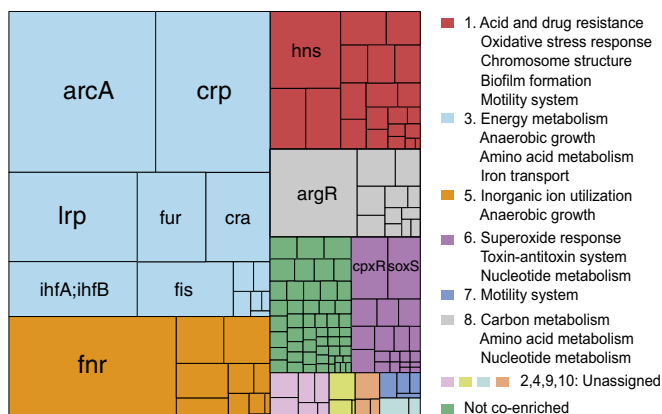 arcA
crp
hns
lrp
fur
cra
argR
ihfA;ihfB
fis
cpxR
soxS
fnr
1. Acid and drug resistance
Oxidative stress response
Chromosome structure
Biofilm formation
Motility system
3. Energy metabolism
Anaerobic growth
Amino acid metabolism
Iron transport
5. Inorganic ion utilization
Anaerobic growth
6. Superoxide response
Toxin-antitoxin system
Nucleotide metabolism
7. Motility system
8. Carbon metabolism
Amino acid metabolism
Nucleotide metabolism
2,4,9,10: Unassigned
Not co-enriched